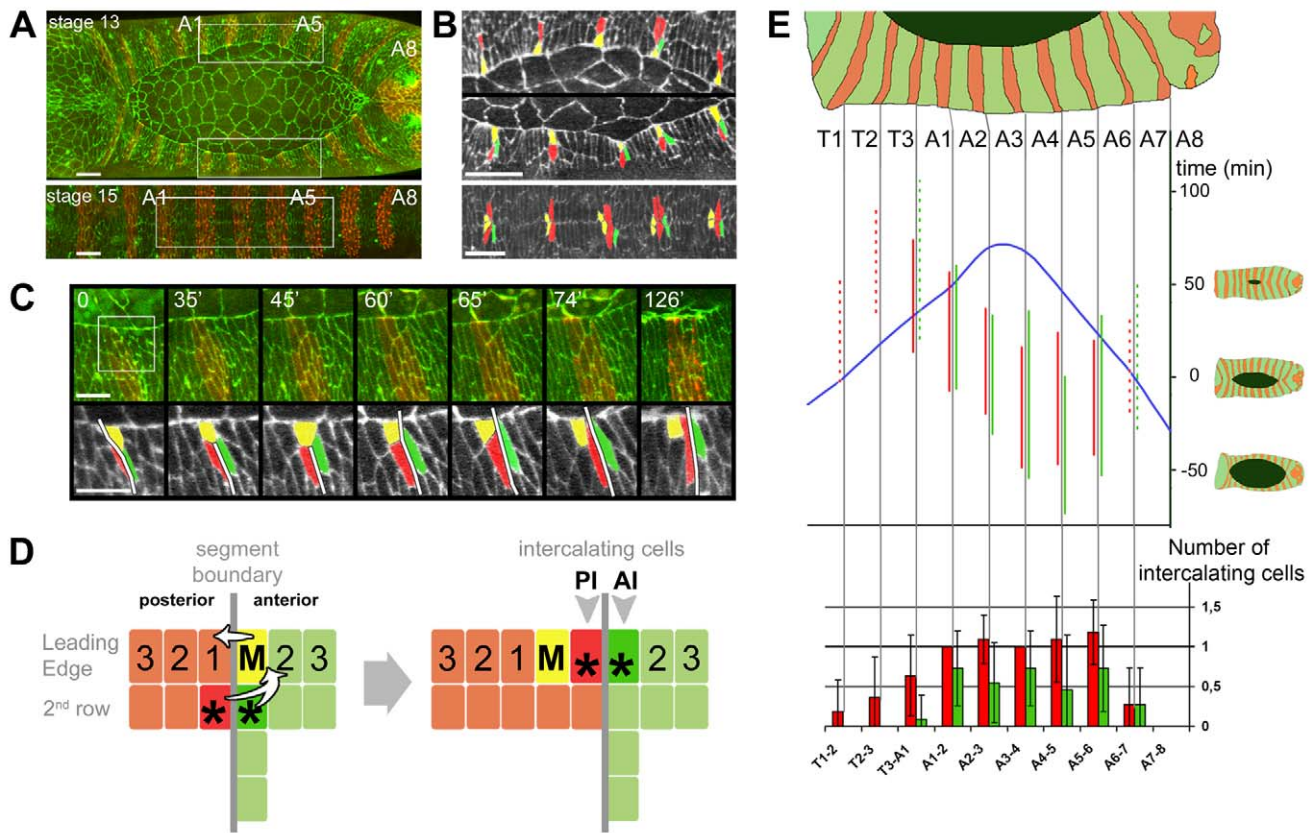 A
stage 13
A1
A5
A8
stage 15
A1
A5
A8
B
C
0
35'
45'
60'
65'
74'
126'
D
segment
boundary
posterior
anterior
Leading
Edge
3 2 1 M 2 3
2nd row
* *
intercalating cells
PI AI
3 2 1 M * * 2 3
E
T1 T2 T3 A1 A2 A3 A4 A5 A6 A7 A8
time (min)
100
50
0
-50
Number of
intercalating cells
1,5
1
0,5
0
T1-2 T2-3 T3-A1 A1-2 A2-3 A3-4 A4-5 A5-6 A6-7 A7-8